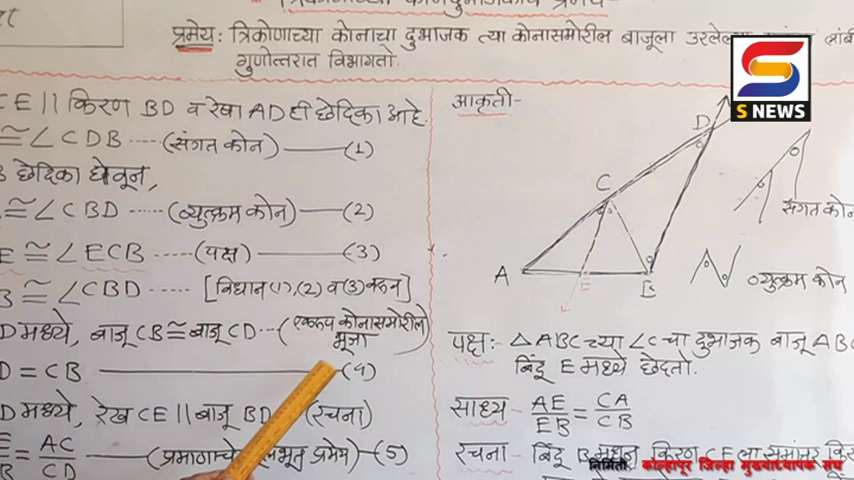 प्रमेय: त्रिकोणाच्या कोनाचा दुभाजक त्या कोनासमोरील बाजूला उरलेल्या
गुणोत्तरात विभागतो.
CE || किरण BD व रेषा AD ही छेदिका आहे.
≅ ∠CDB ----- (संगत कोन) —— (1)
छेदिका घेवून,
≅ ∠CBD ------ (व्युत्क्रम कोन) —— (2)
E ≅ ∠ECB ----- (पक्ष) —— (3)
B ≅ ∠CBD ----- [विधान (1), (2) व (3) वरून]
D मध्ये, बाजू CB ≅ बाजू CD --- (एकरूप कोनासमोरील
भूजा)
D = CB —— (4)
D मध्ये, रेख CE || बाजू BD (रचना)
AC
CD —— (प्रमाणाचे मूलभूत प्रमेय) — (5)
आकृती-
D
C
A
E
B
संगत कोन
व्युत्क्रम कोन
पक्ष:- △ABC च्या ∠C चा दुभाजक बाजू AB
बिंदू E मध्ये छेदतो.
साध्य - AE/EB = CA/CB
रचना - बिंदू B मधून किरण CE ला समांतर
S NEWS
निर्मिती: कोल्हापूर जिल्हा मुख्याध्यापक संघ